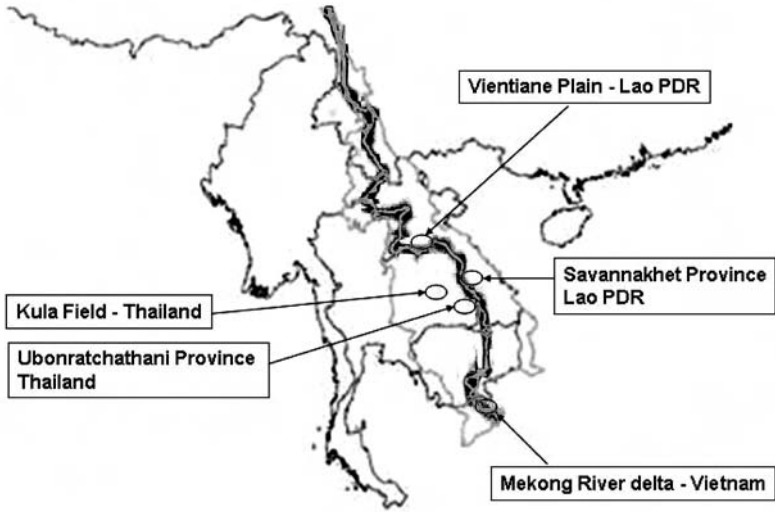 Vientiane Plain - Lao PDR
Savannakhet Province
Lao PDR
Kula Field - Thailand
Ubonratchathani Province
Thailand
Mekong River delta - Vietnam